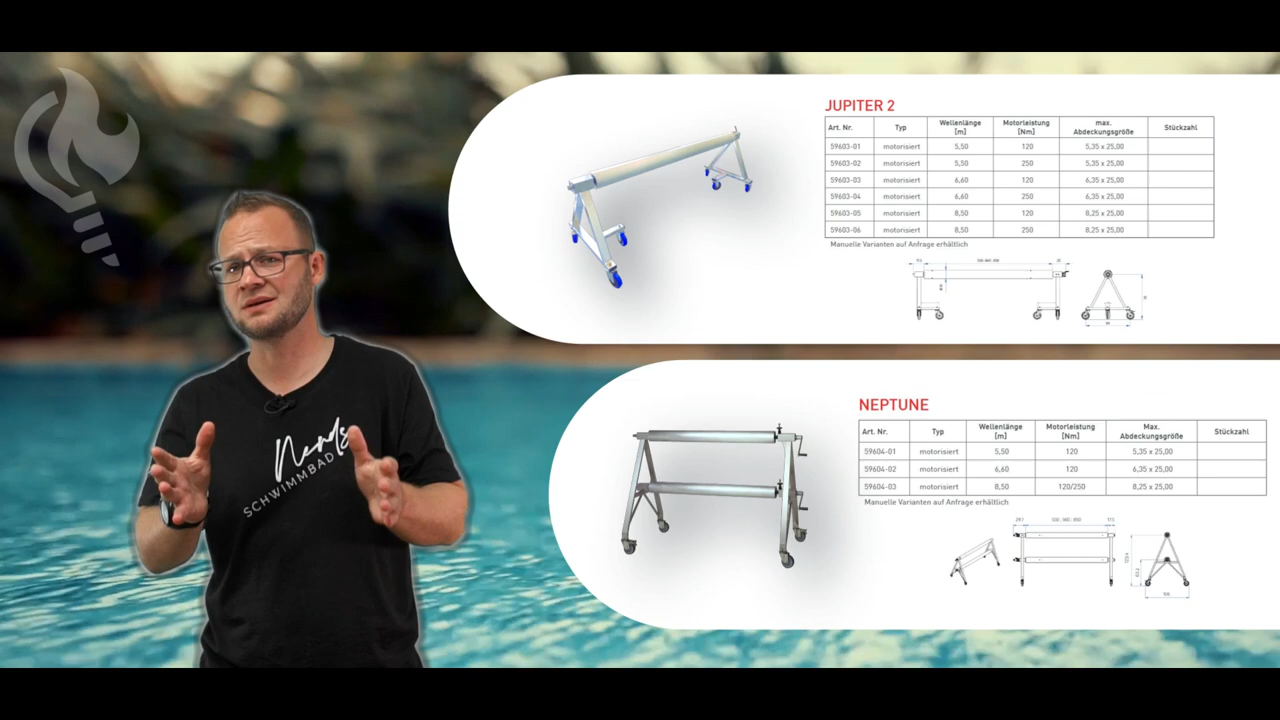 JUPITER 2
Art. Nr. Typ Wellenlänge [m] Motorleistung [Nm] max. Abdeckungsgröße Stückzahl
59603-01 motorisiert 5,50 120 5,35 x 25,00
59603-02 motorisiert 5,50 250 5,35 x 25,00
59603-03 motorisiert 6,60 120 6,35 x 25,00
59603-04 motorisiert 6,60 250 6,35 x 25,00
59603-05 motorisiert 8,50 120 8,25 x 25,00
59603-06 motorisiert 8,50 250 8,25 x 25,00
Manuelle Varianten auf Anfrage erhältlich
Nerds
SCHWIMMBAD
NEPTUNE
Art. Nr. Typ Wellenlänge [m] Motorleistung [Nm] Max. Abdeckungsgröße Stückzahl
59604-01 motorisiert 5,50 120 5,35 x 25,00
59604-02 motorisiert 6,60 120 6,35 x 25,00
59604-03 motorisiert 8,50 120/250 8,25 x 25,00
Manuelle Varianten auf Anfrage erhältlich